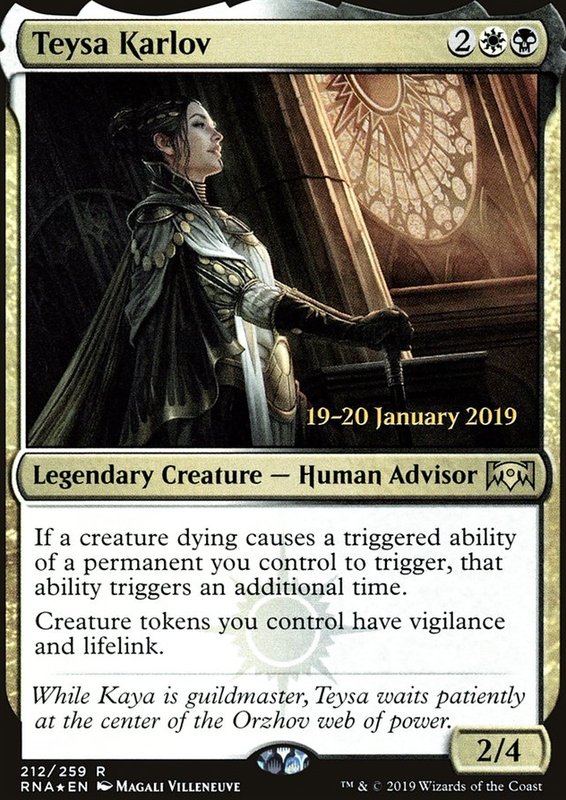 Teysa Karlov 2
19–20 January 2019
Legendary Creature — Human Advisor
If a creature dying causes a triggered ability
of a permanent you control to trigger, that
ability triggers an additional time.
Creature tokens you control have vigilance
and lifelink.
While Kaya is guildmaster, Teysa waits patiently
at the center of the Orzhov web of power.
2/4
212/259 R
RNA★EN Magali Villeneuve
™ & © 2019 Wizards of the Coast